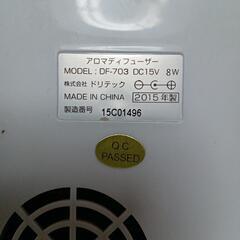 アロマディフューザー
MODEL : DF-703 DC15V 8W
株式会社 ドリテック
MADE IN CHINA 2015年製
製造番号 15C01496
Q.C
PASSED